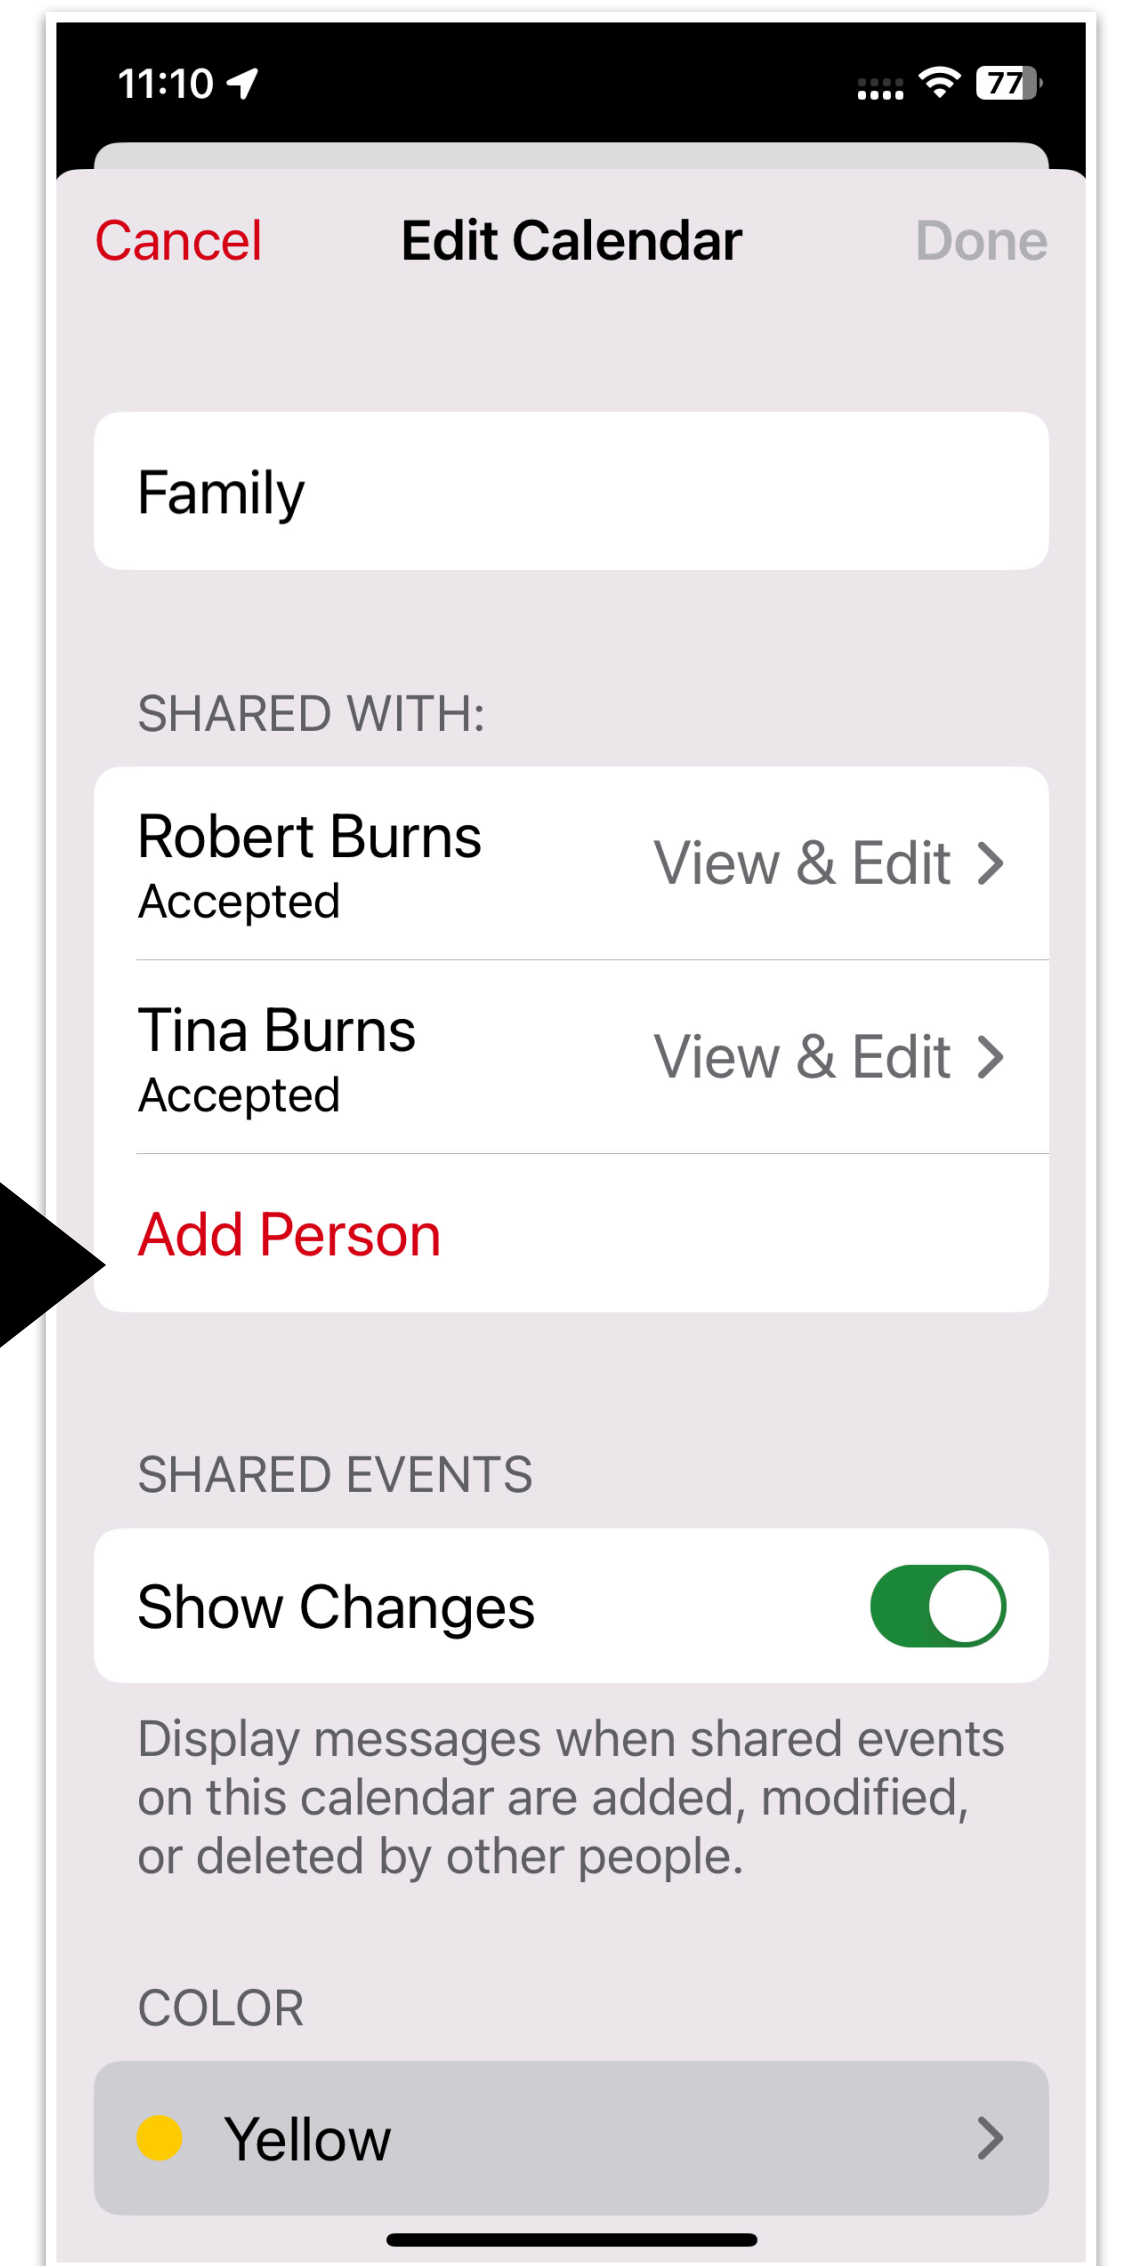 11:10
77
Cancel
Edit Calendar
Done
Family
SHARED WITH:
Robert Burns
Accepted
View & Edit
Tina Burns
Accepted
View & Edit
Add Person
SHARED EVENTS
Show Changes
Display messages when shared events
on this calendar are added, modified,
or deleted by other people.
COLOR
Yellow